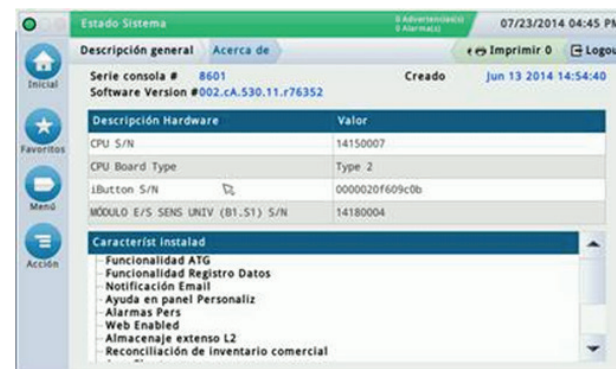 Estado Sistema
0 Advertencias(s)
0 Alarma(s)
07/23/2014 04:45 PM
Descripción general
Acerca de
Imprimir 0
Logou
Inicial
Favoritos
Menú
Acción
Serie consola # 8601
Creado Jun 13 2014 14:54:40
Software Version #002.cA.530.11.r76352
Descripción Hardware Valor
CPU S/N 14150007
CPU Board Type Type 2
iButton S/N 0000020f609c0b
MÓDULO E/S SENS UNIV (B1.S1) S/N 14180004
Característ Instalad
Funcionalidad ATG
Funcionalidad Registro Datos
Notificación Email
Ayuda en panel Personaliz
Alarmas Pers
Web Enabled
Almacenaje extenso L2
Reconciliación de inventario comercial